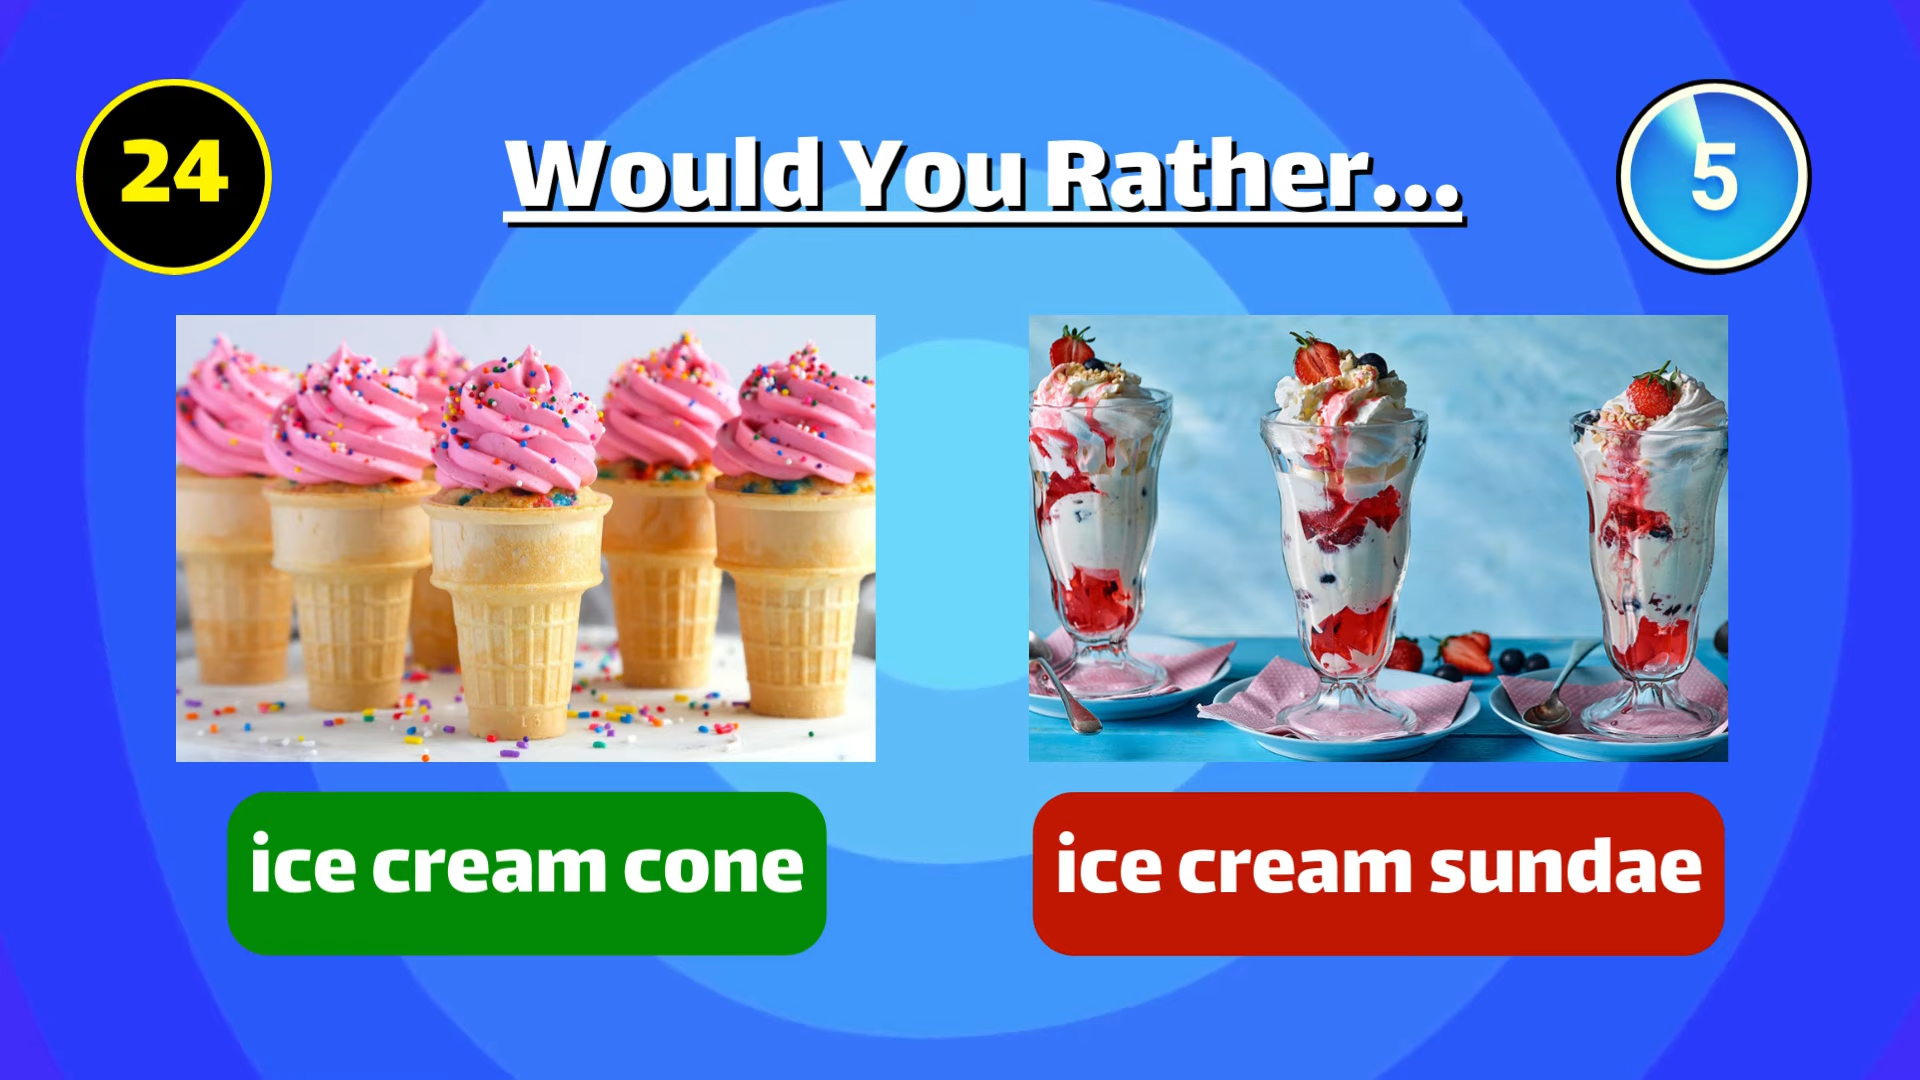 24
Would You Rather...
5
ice cream cone
ice cream sundae